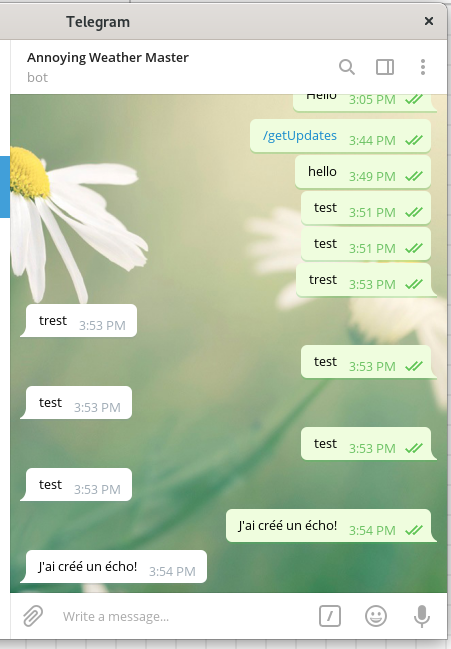 Telegram
Annoying Weather Master
bot
Hello 3:05 PM
/getUpdates 3:44 PM
hello 3:49 PM
test 3:51 PM
test 3:51 PM
trest 3:53 PM
trest 3:53 PM
test 3:53 PM
test 3:53 PM
test 3:53 PM
test 3:53 PM
J'ai créé un écho! 3:54 PM
J'ai créé un écho! 3:54 PM
Write a message...